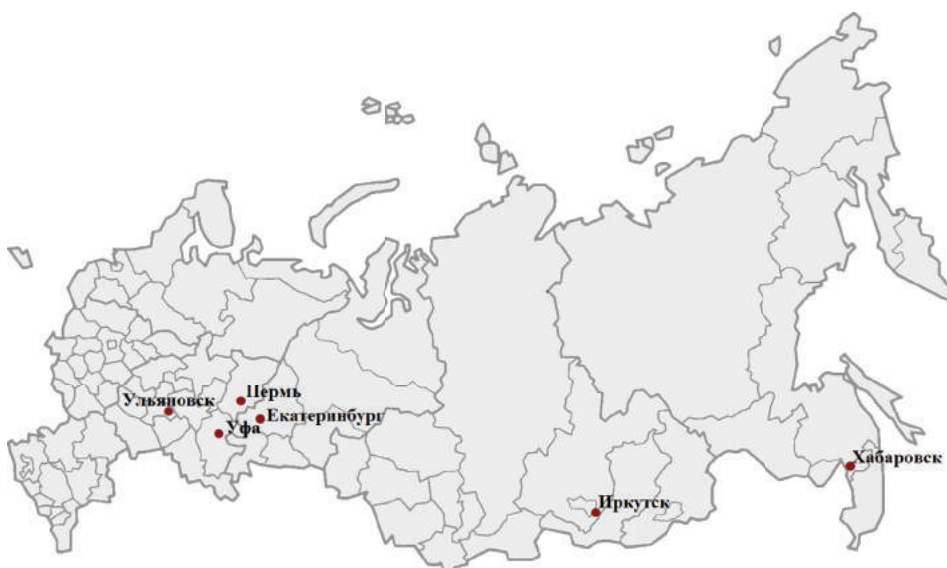 Пермь
Ульяновск
Екатеринбург
Уфа
Хабаровск
Иркутск